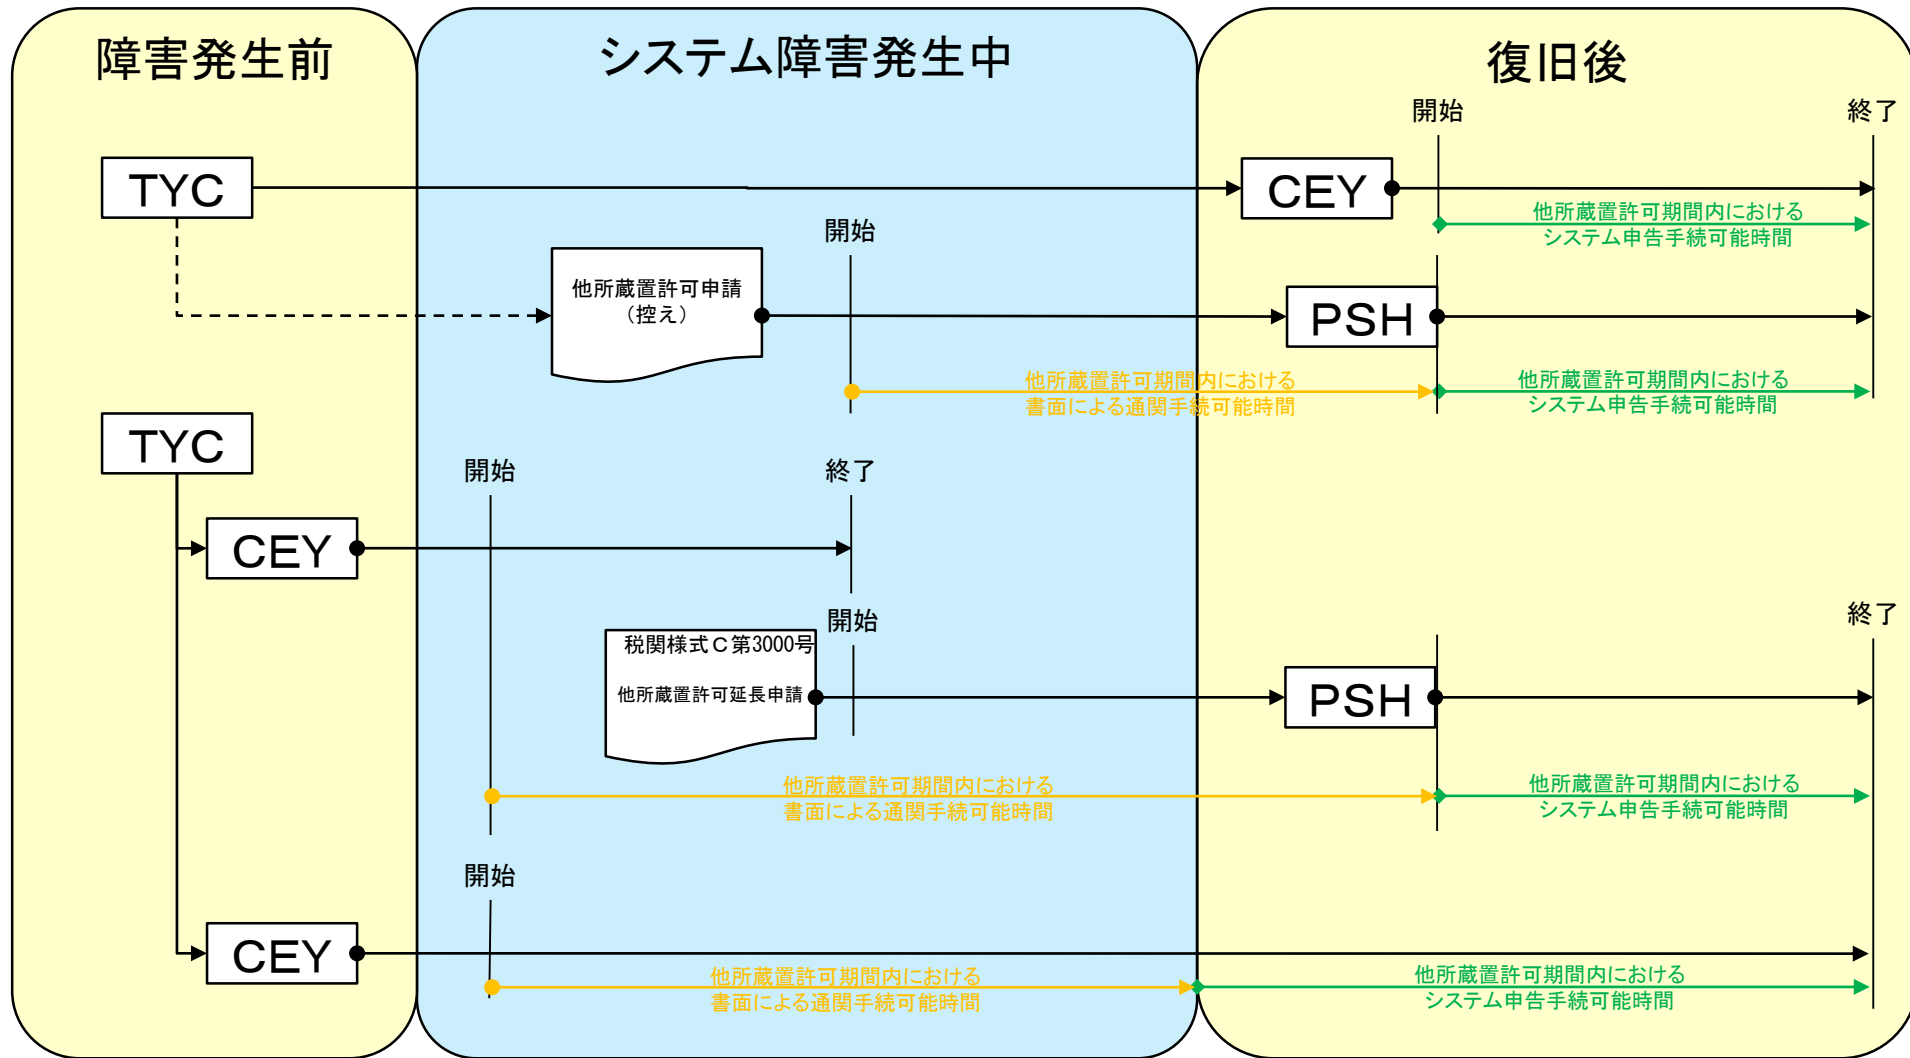 障害発生前
システム障害発生中
復旧後
開始
終了
TYC
CEY
他所蔵置許可期間内における
システム申告手続可能時間
開始
他所蔵置許可申請
(控え)
PSH
他所蔵置許可期間内における
書面による通関手続可能時間
他所蔵置許可期間内における
システム申告手続可能時間
TYC
開始
終了
CEY
開始
終了
税関様式C第3000号
他所蔵置許可延長申請
PSH
他所蔵置許可期間内における
書面による通関手続可能時間
他所蔵置許可期間内における
システム申告手続可能時間
開始
CEY
他所蔵置許可期間内における
書面による通関手続可能時間
他所蔵置許可期間内における
システム申告手続可能時間